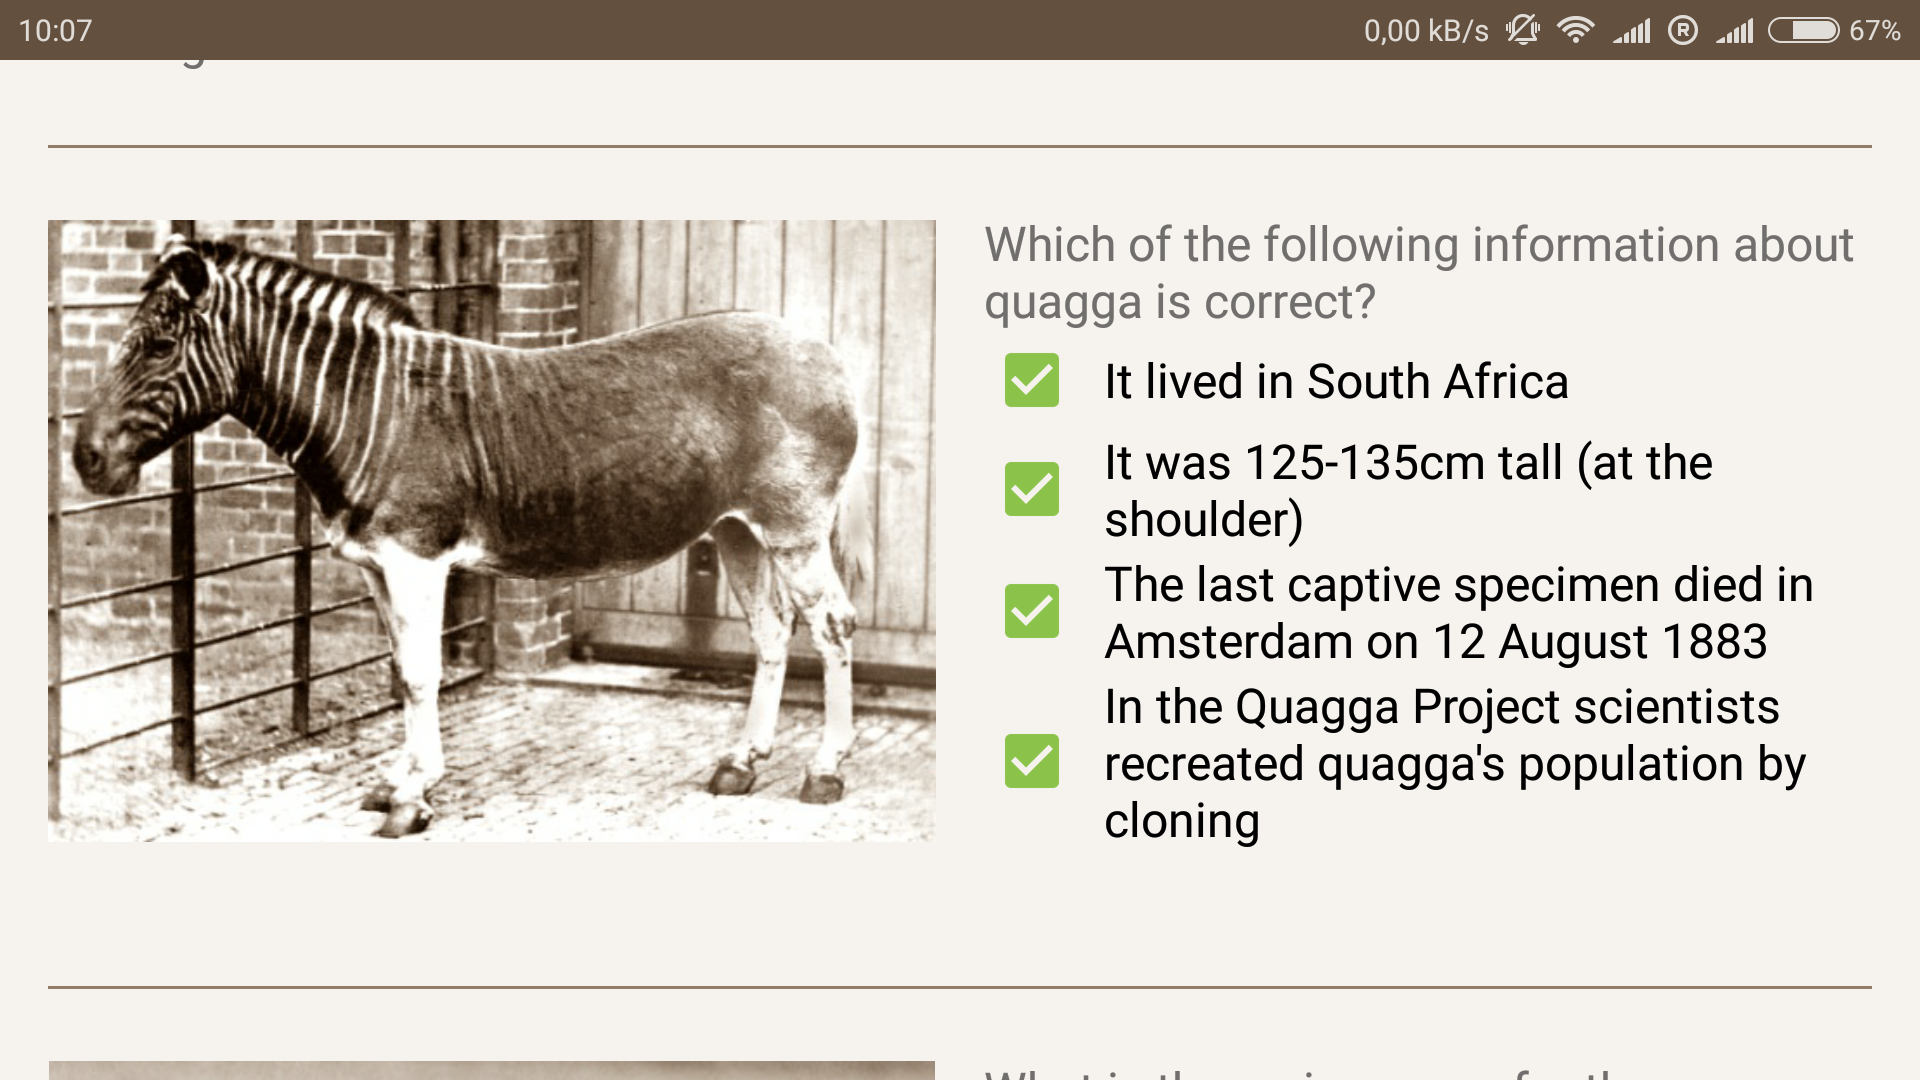 10:07
0,00 kB/s
R
67%
Which of the following information about
quagga is correct?
It lived in South Africa
It was 125-135cm tall (at the
shoulder)
The last captive specimen died in
Amsterdam on 12 August 1883
In the Quagga Project scientists
recreated quagga's population by
cloning